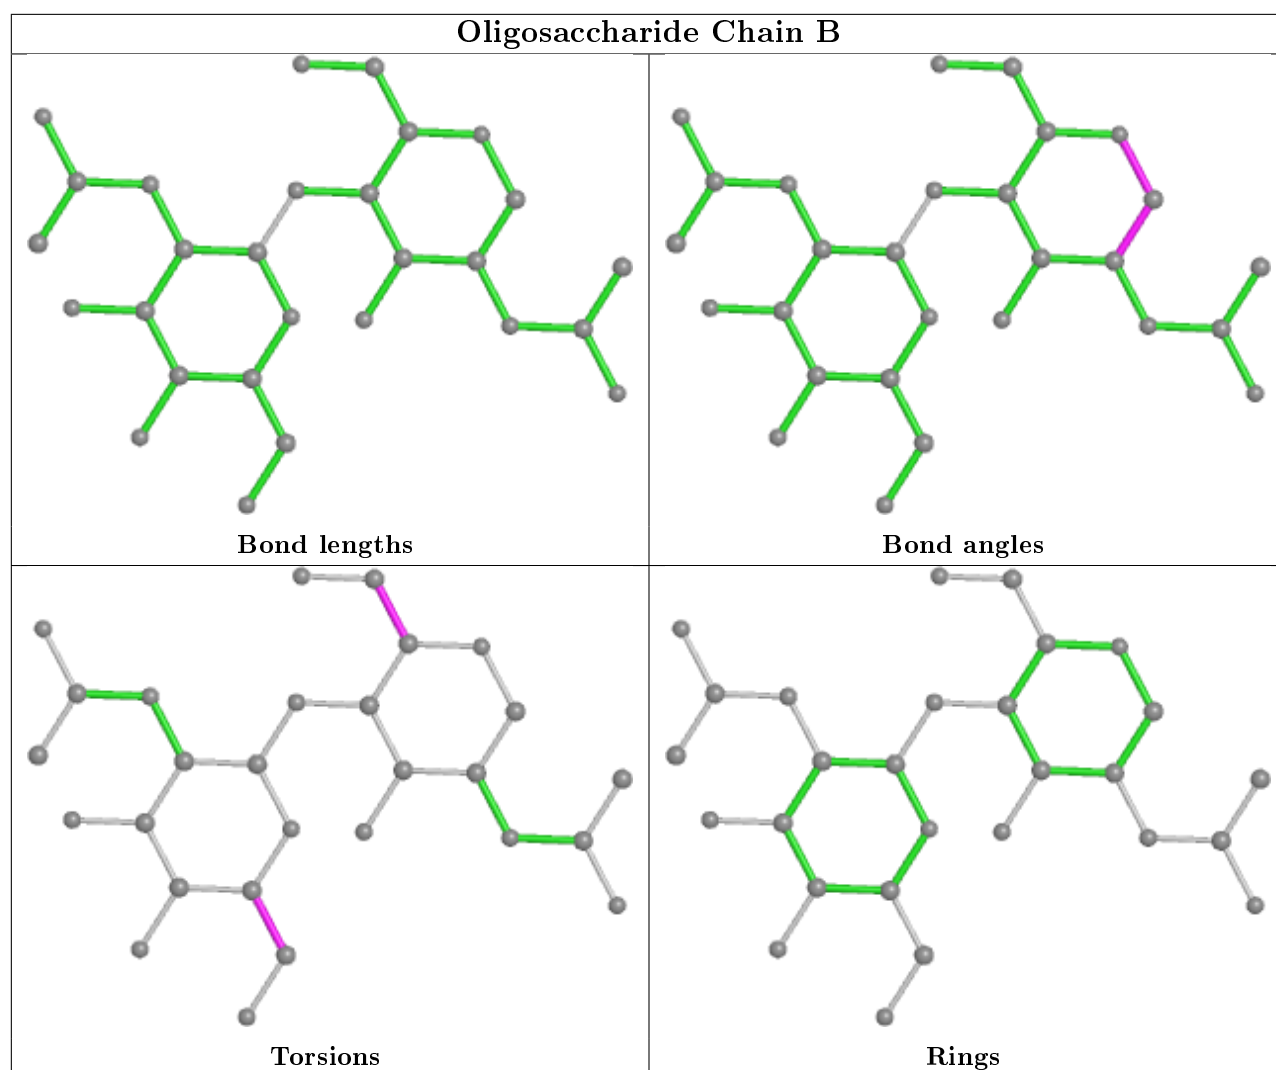 Oligosaccharide Chain B
Bond lengths
Bond angles
Torsions
Rings